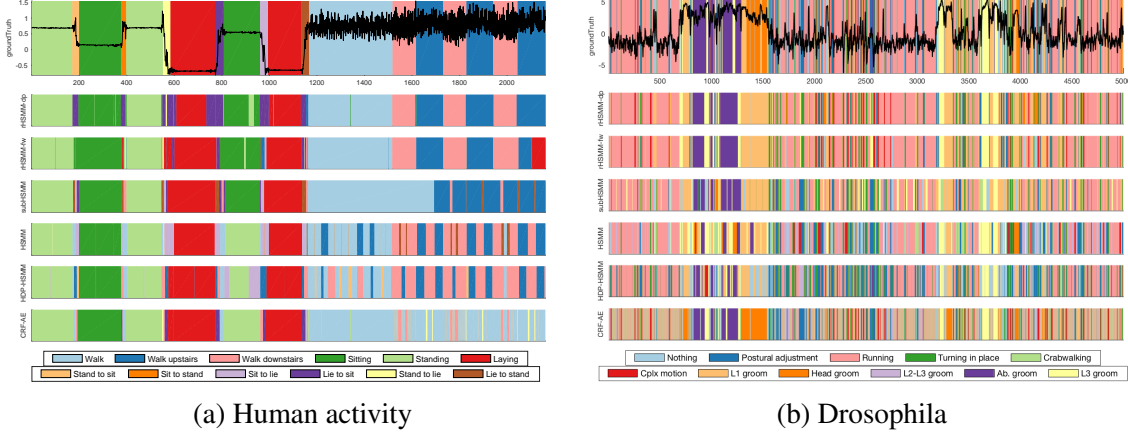 1.5
1
0.5
0
-0.5
groundTruth
200 400 600 800 1000 1200 1400 1600 1800 2000
rHSMM-dp
rHSMM-fw
subHSMM
HSMM
HDP-HSMM
CRF-AE
Walk Walk upstairs Walk downstairs Sitting Standing Laying
Stand to sit Sit to stand Sit to lie Lie to sit Stand to lie Lie to stand
(a) Human activity
5
0
-5
groundTruth
500 1000 1500 2000 2500 3000 3500 4000 4500 5000
rHSMM-dp
rHSMM-fw
subHSMM
HSMM
HDP-HSMM
CRF-AE
Nothing Postural adjustment Running Turning in place Crabwalking
Cplx motion L1 groom Head groom L2-L3 groom Ab. groom L3 groom
(b) Drosophila